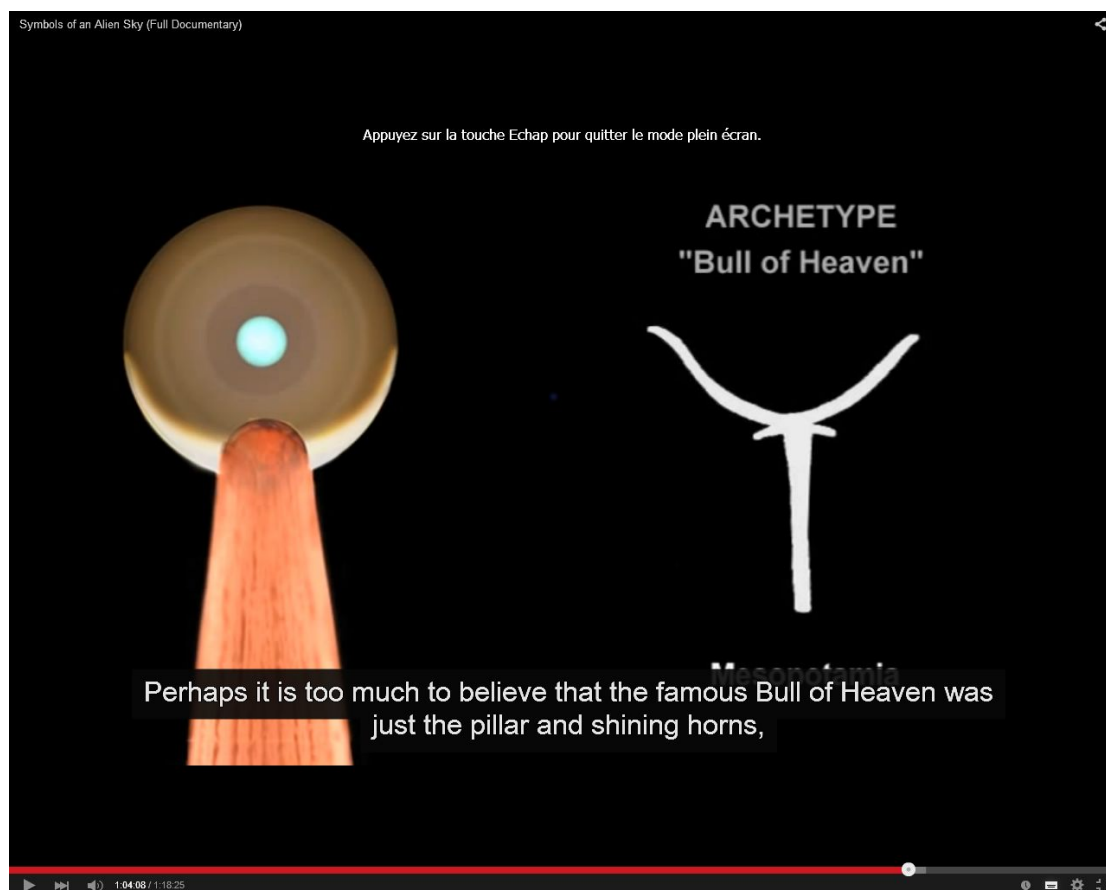 Symbols of an Alien Sky (Full Documentary)
Appuyez sur la touche Echap pour quitter le mode plein écran.
ARCHETYPE
"Bull of Heaven"
Mesopotamia
Perhaps it is too much to believe that the famous Bull of Heaven was
just the pillar and shining horns,
1:04:08 / 1:18:25